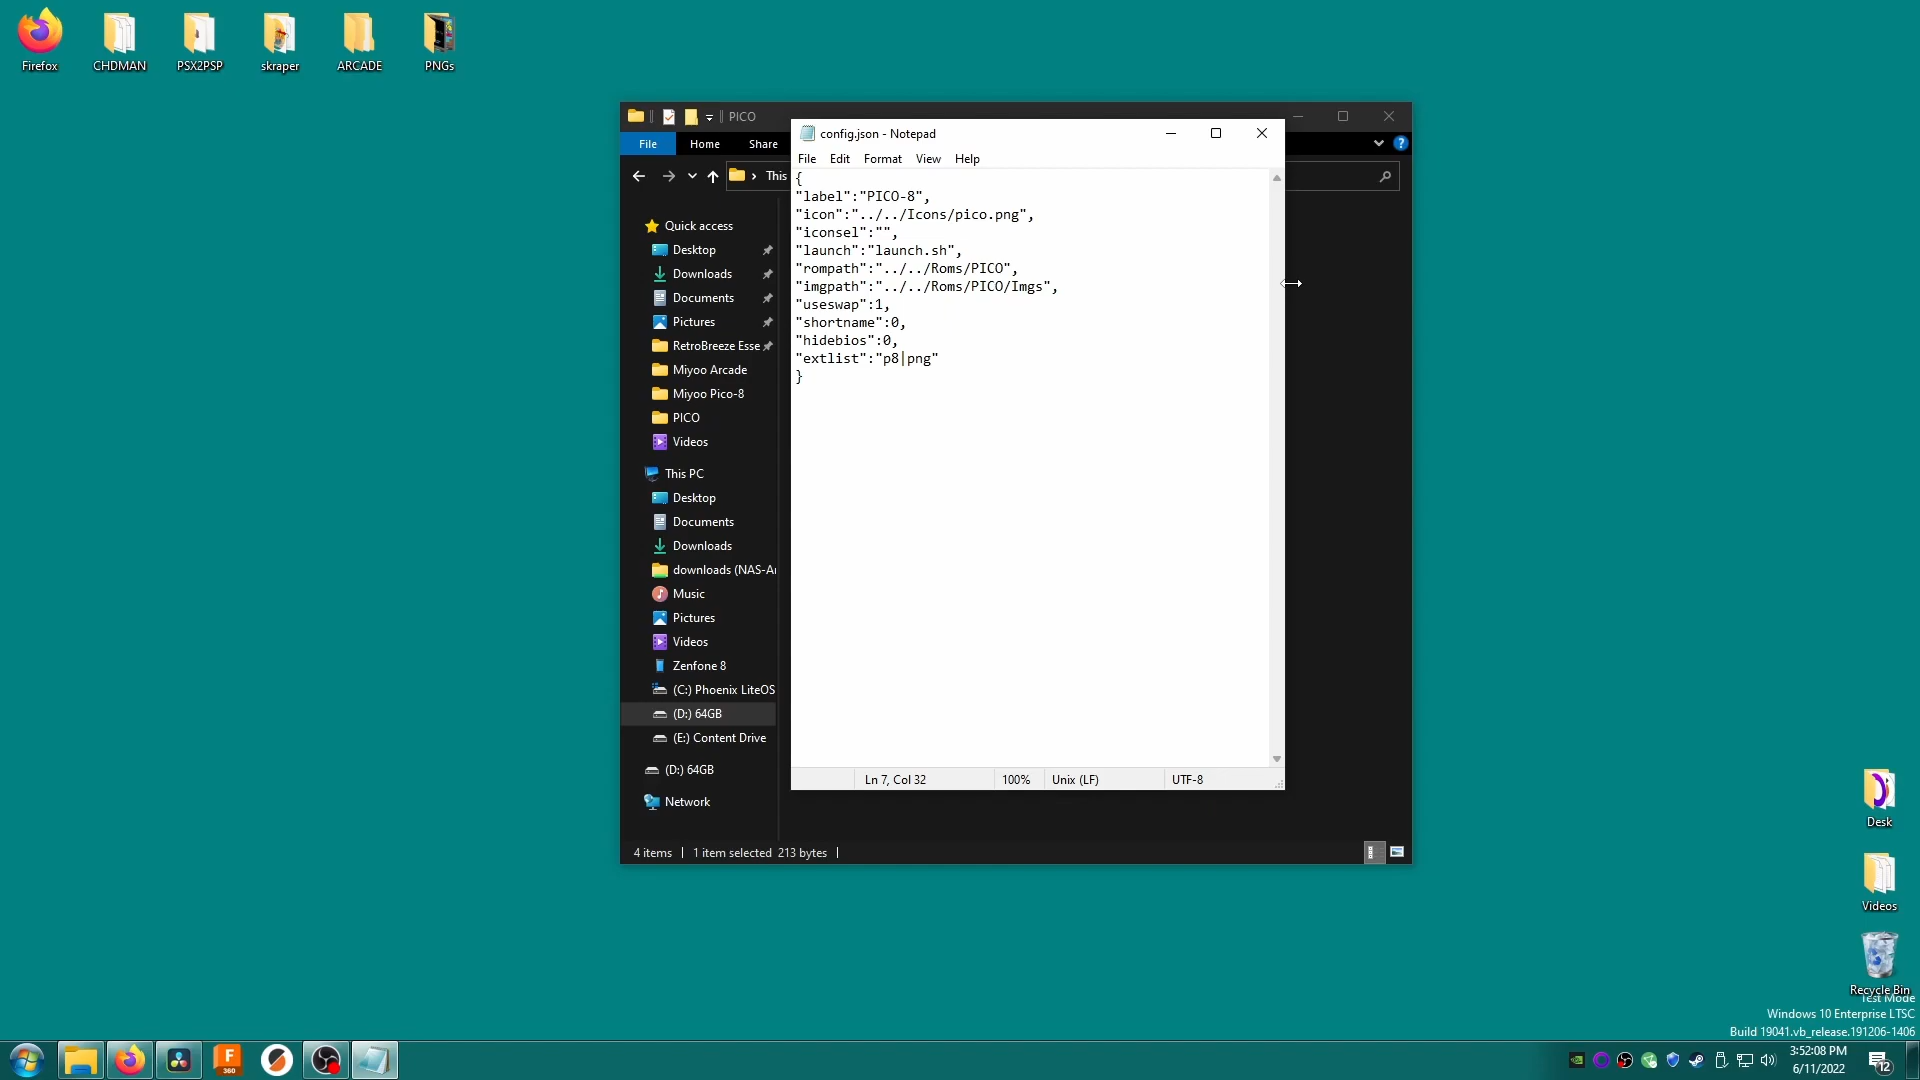 Firefox
CHDMAN
PSX2PSP
skraper
ARCADE
PNGs
PICO
File
Home
Share
This
config.json - Notepad
File Edit Format View Help
{
"label":"PICO-8",
"icon":"../../Icons/pico.png",
"iconsel":"",
"launch":"launch.sh",
"rompath":"../../Roms/PICO",
"imgpath":"../../Roms/PICO/Imgs",
"useswap":1,
"shortname":0,
"hidebios":0,
"extlist":"p8|png"
}
Ln 7, Col 32
100%
Unix (LF)
UTF-8
Quick access
Desktop
Downloads
Documents
Pictures
RetroBreeze Esse
Miyoo Arcade
Miyoo Pico-8
PICO
Videos
This PC
Desktop
Documents
Downloads
downloads (NAS-Ar
Music
Pictures
Videos
Zenfone 8
(C:) Phoenix LiteOS
(D:) 64GB
(E:) Content Drive
(D:) 64GB
Network
4 items
1 item selected 213 bytes
Desk
Videos
Recycle Bin
Test Mode
Windows 10 Enterprise LTSC
Build 19041.vb_release.191206-1406
F
360
3:52:08 PM
6/11/2022
12